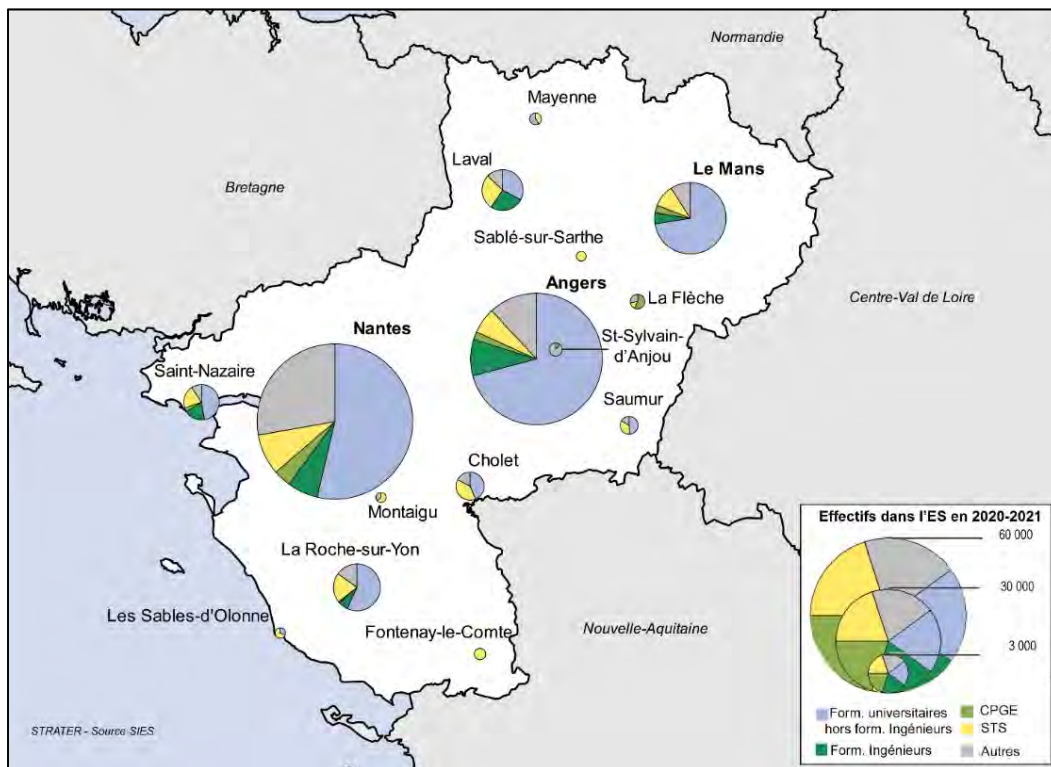 Normandie
Mayenne
Laval
Le Mans
Bretagne
Sablé-sur-Sarthe
Angers
La Flèche
Centre-Val de Loire
Nantes
St-Sylvain-
d'Anjou
Saint-Nazaire
Saumur
Cholet
Montaigu
La Roche-sur-Yon
Les Sables-d'Olonne
Fontenay-le-Comte
Nouvelle-Aquitaine
STRATER - Source SIES
Effectifs dans l'ES en 2020-2021
60 000
30 000
3 000
Form. universitaires
hors form. Ingénieurs
Form. Ingénieurs
CPGE
STS
Autres